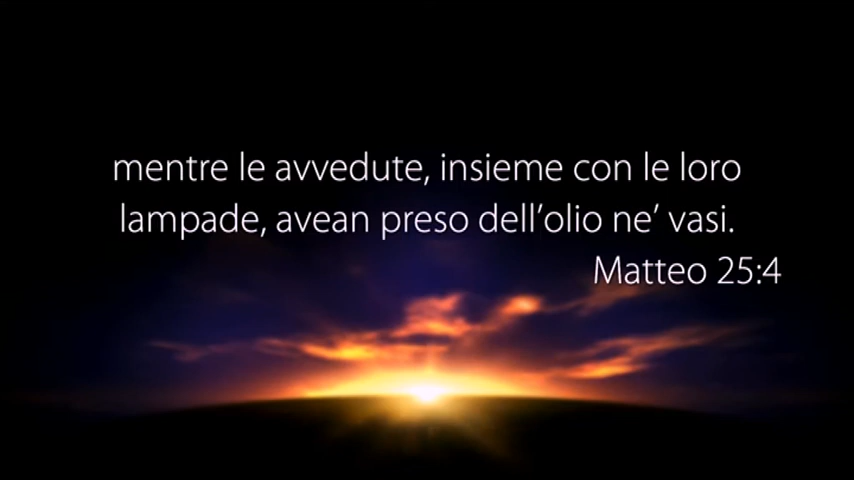 mentre le avvedute, insieme con le loro
lampade, avean preso dell’olio ne’ vasi.
Matteo 25:4